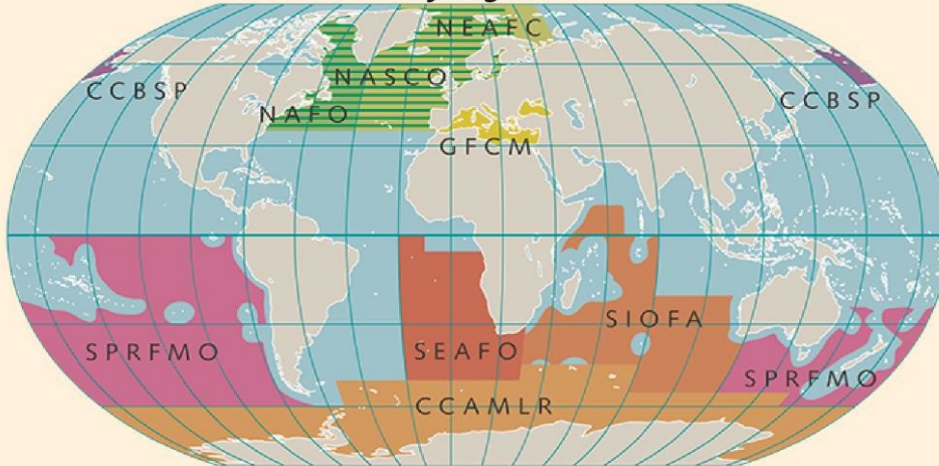 NEAFC
NASCO
CCBSP
CCBSP
NAFO
GFCM
SIOFA
SPRFMO
SEAFO
SPRFMO
CCAMLR